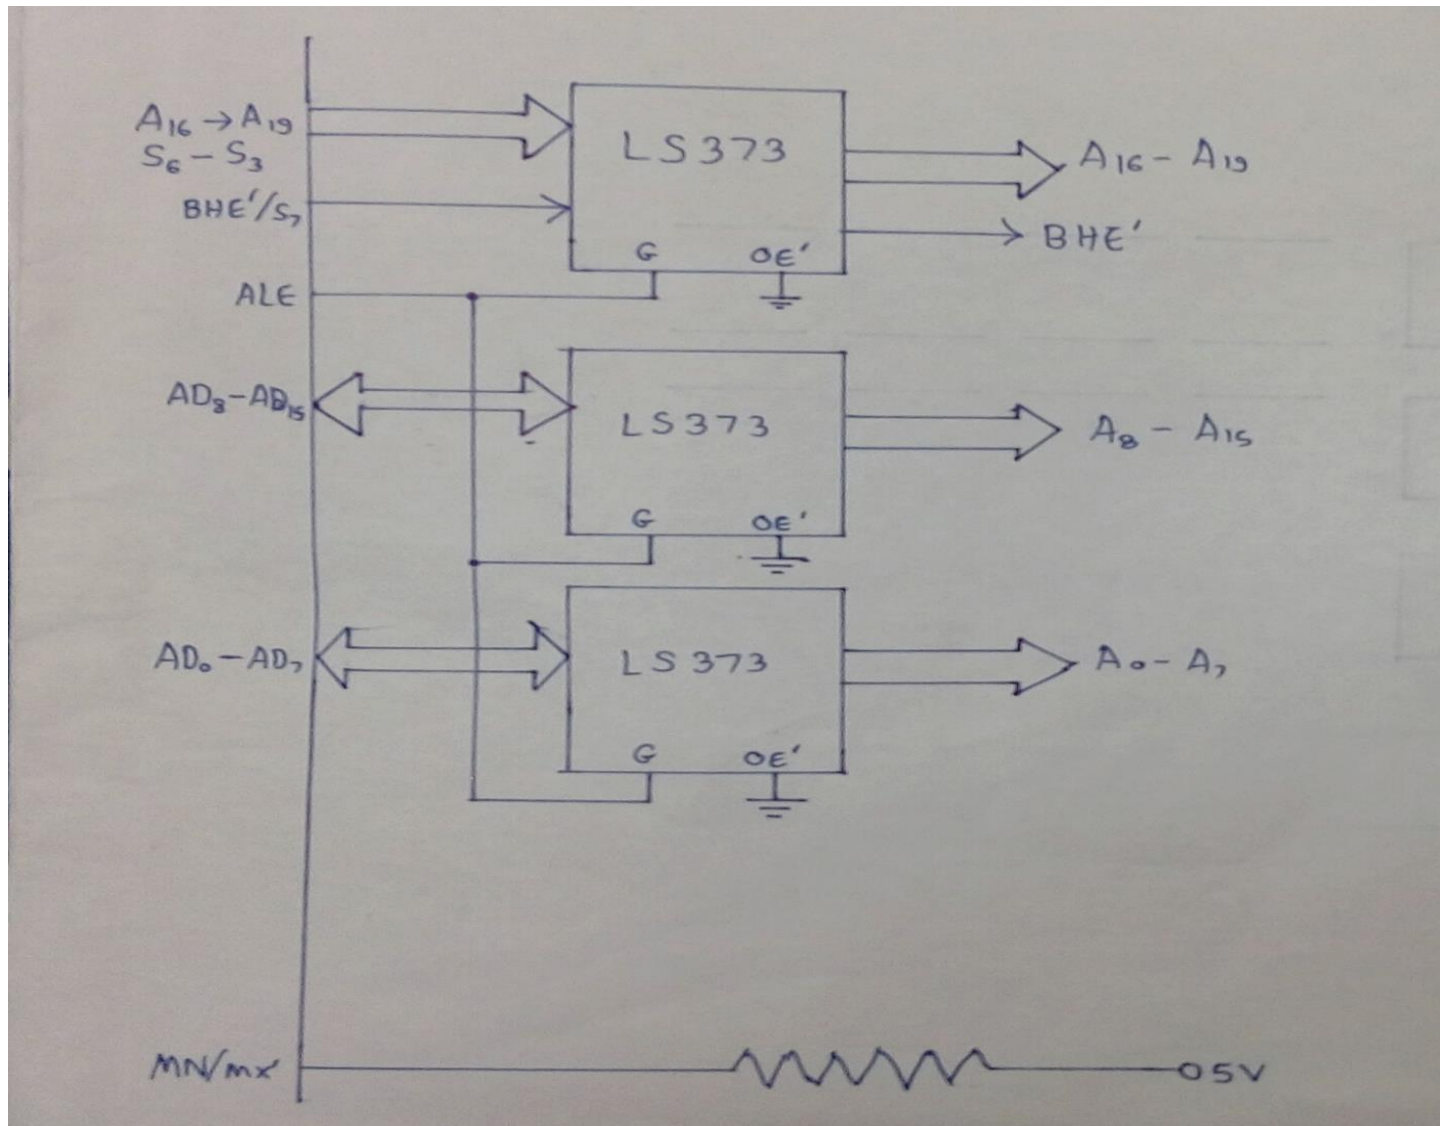 A₁₆ → A₁₉
S₆ – S₃
LS373
A₁₆ – A₁₉
BHE'/S₇
BHE'
G OE'
ALE
AD₈ – AD₁₅
LS373
A₈ – A₁₅
G OE'
AD₀ – AD₇
LS373
A₀ – A₇
G OE'
MN/MX'
05V